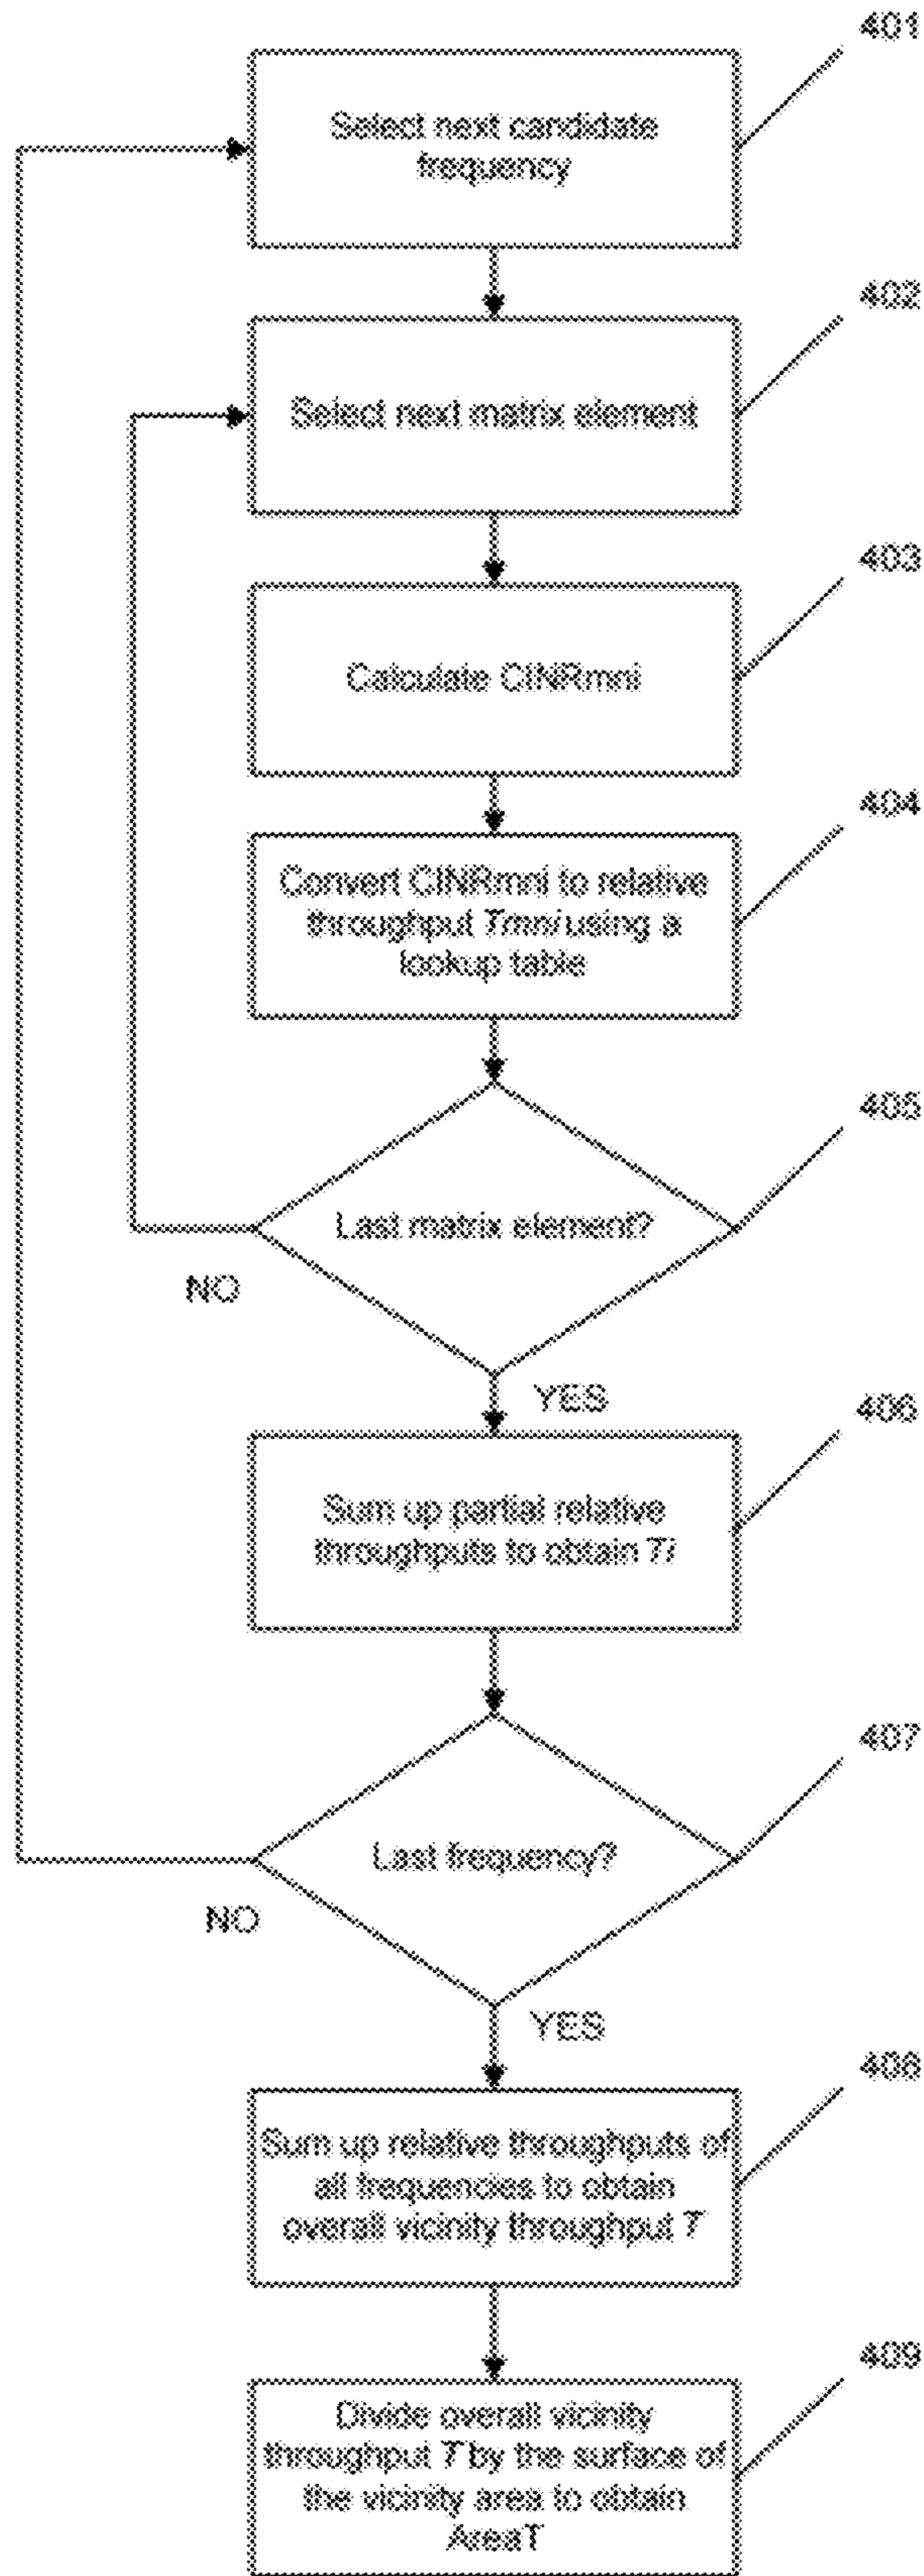 401
Select next candidate
frequency
402
Select next matrix element
403
Calculate CINRmni
404
Convert CINRmni to relative
throughput Tmni using a
lookup table
405
Last matrix element?
NO
YES
406
Sum up partial relative
throughputs to obtain Ti
407
Last frequency?
NO
YES
408
Sum up relative throughputs of
all frequencies to obtain
overall vicinity throughput T
409
Divide overall vicinity
throughput T by the surface of
the vicinity area to obtain
AreaT